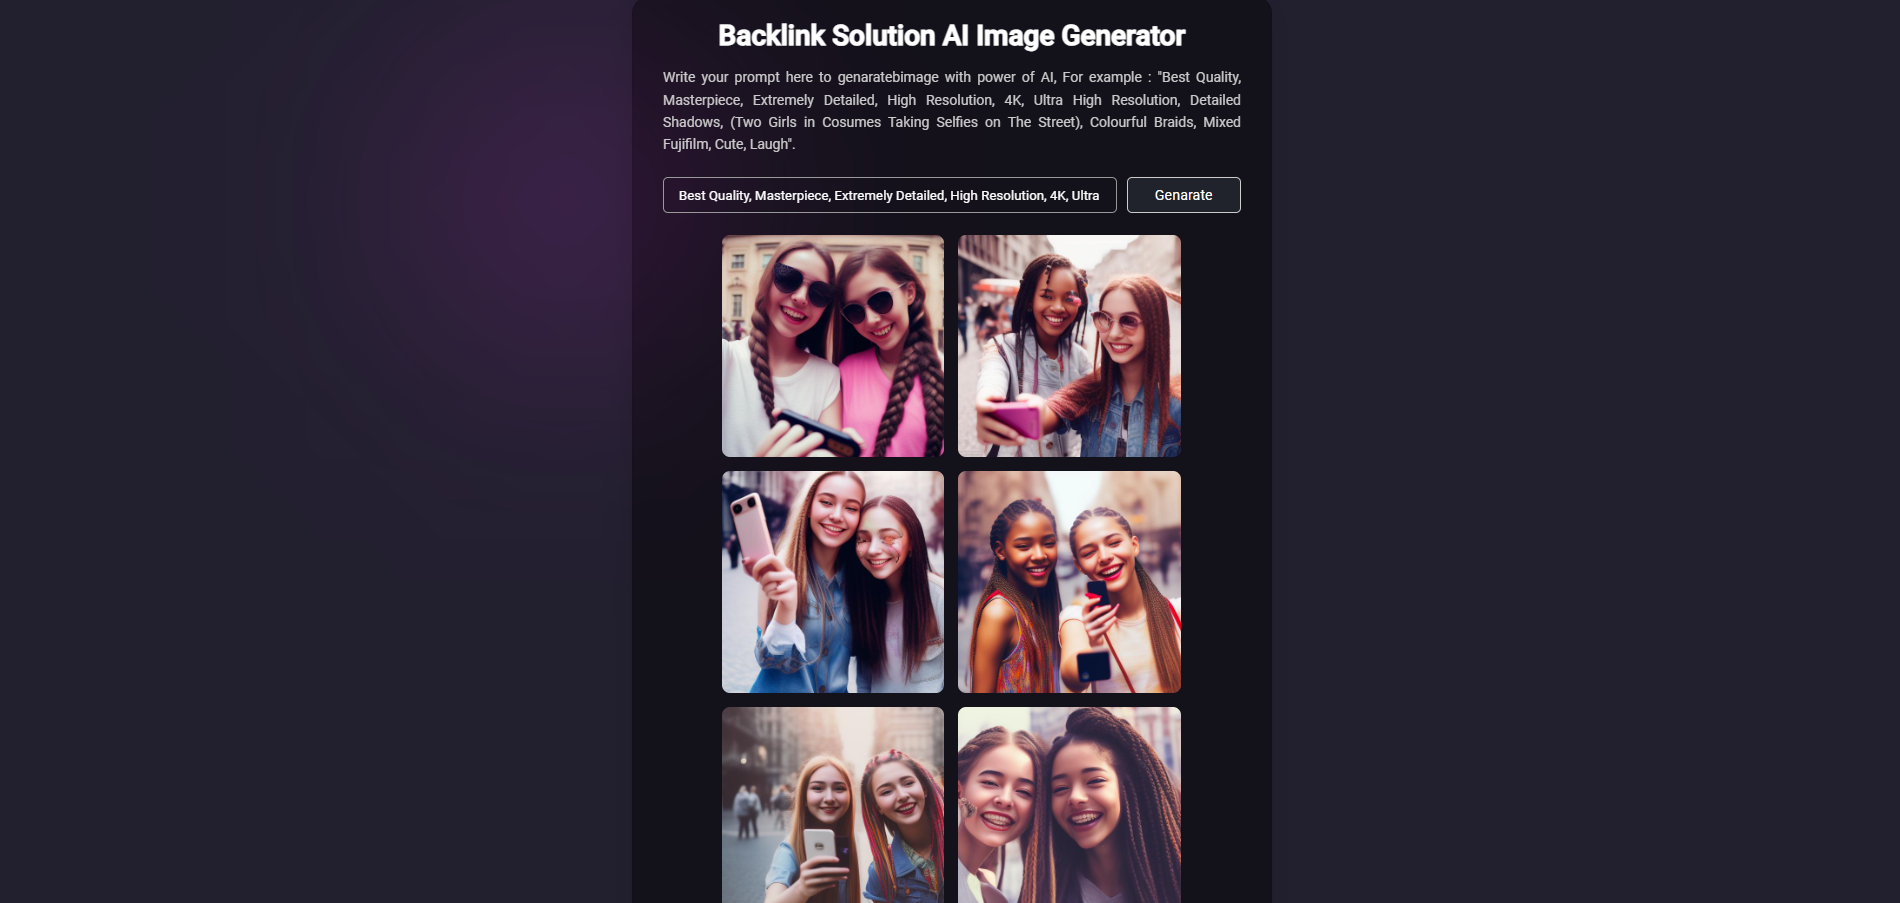 Backlink Solution AI Image Generator
Write your prompt here to genaratebimage with power of AI, For example : "Best Quality,
Masterpiece, Extremely Detailed, High Resolution, 4K, Ultra High Resolution, Detailed
Shadows, (Two Girls in Cosumes Taking Selfies on The Street), Colourful Braids, Mixed
Fujifilm, Cute, Laugh".
Best Quality, Masterpiece, Extremely Detailed, High Resolution, 4K, Ultra
Genarate